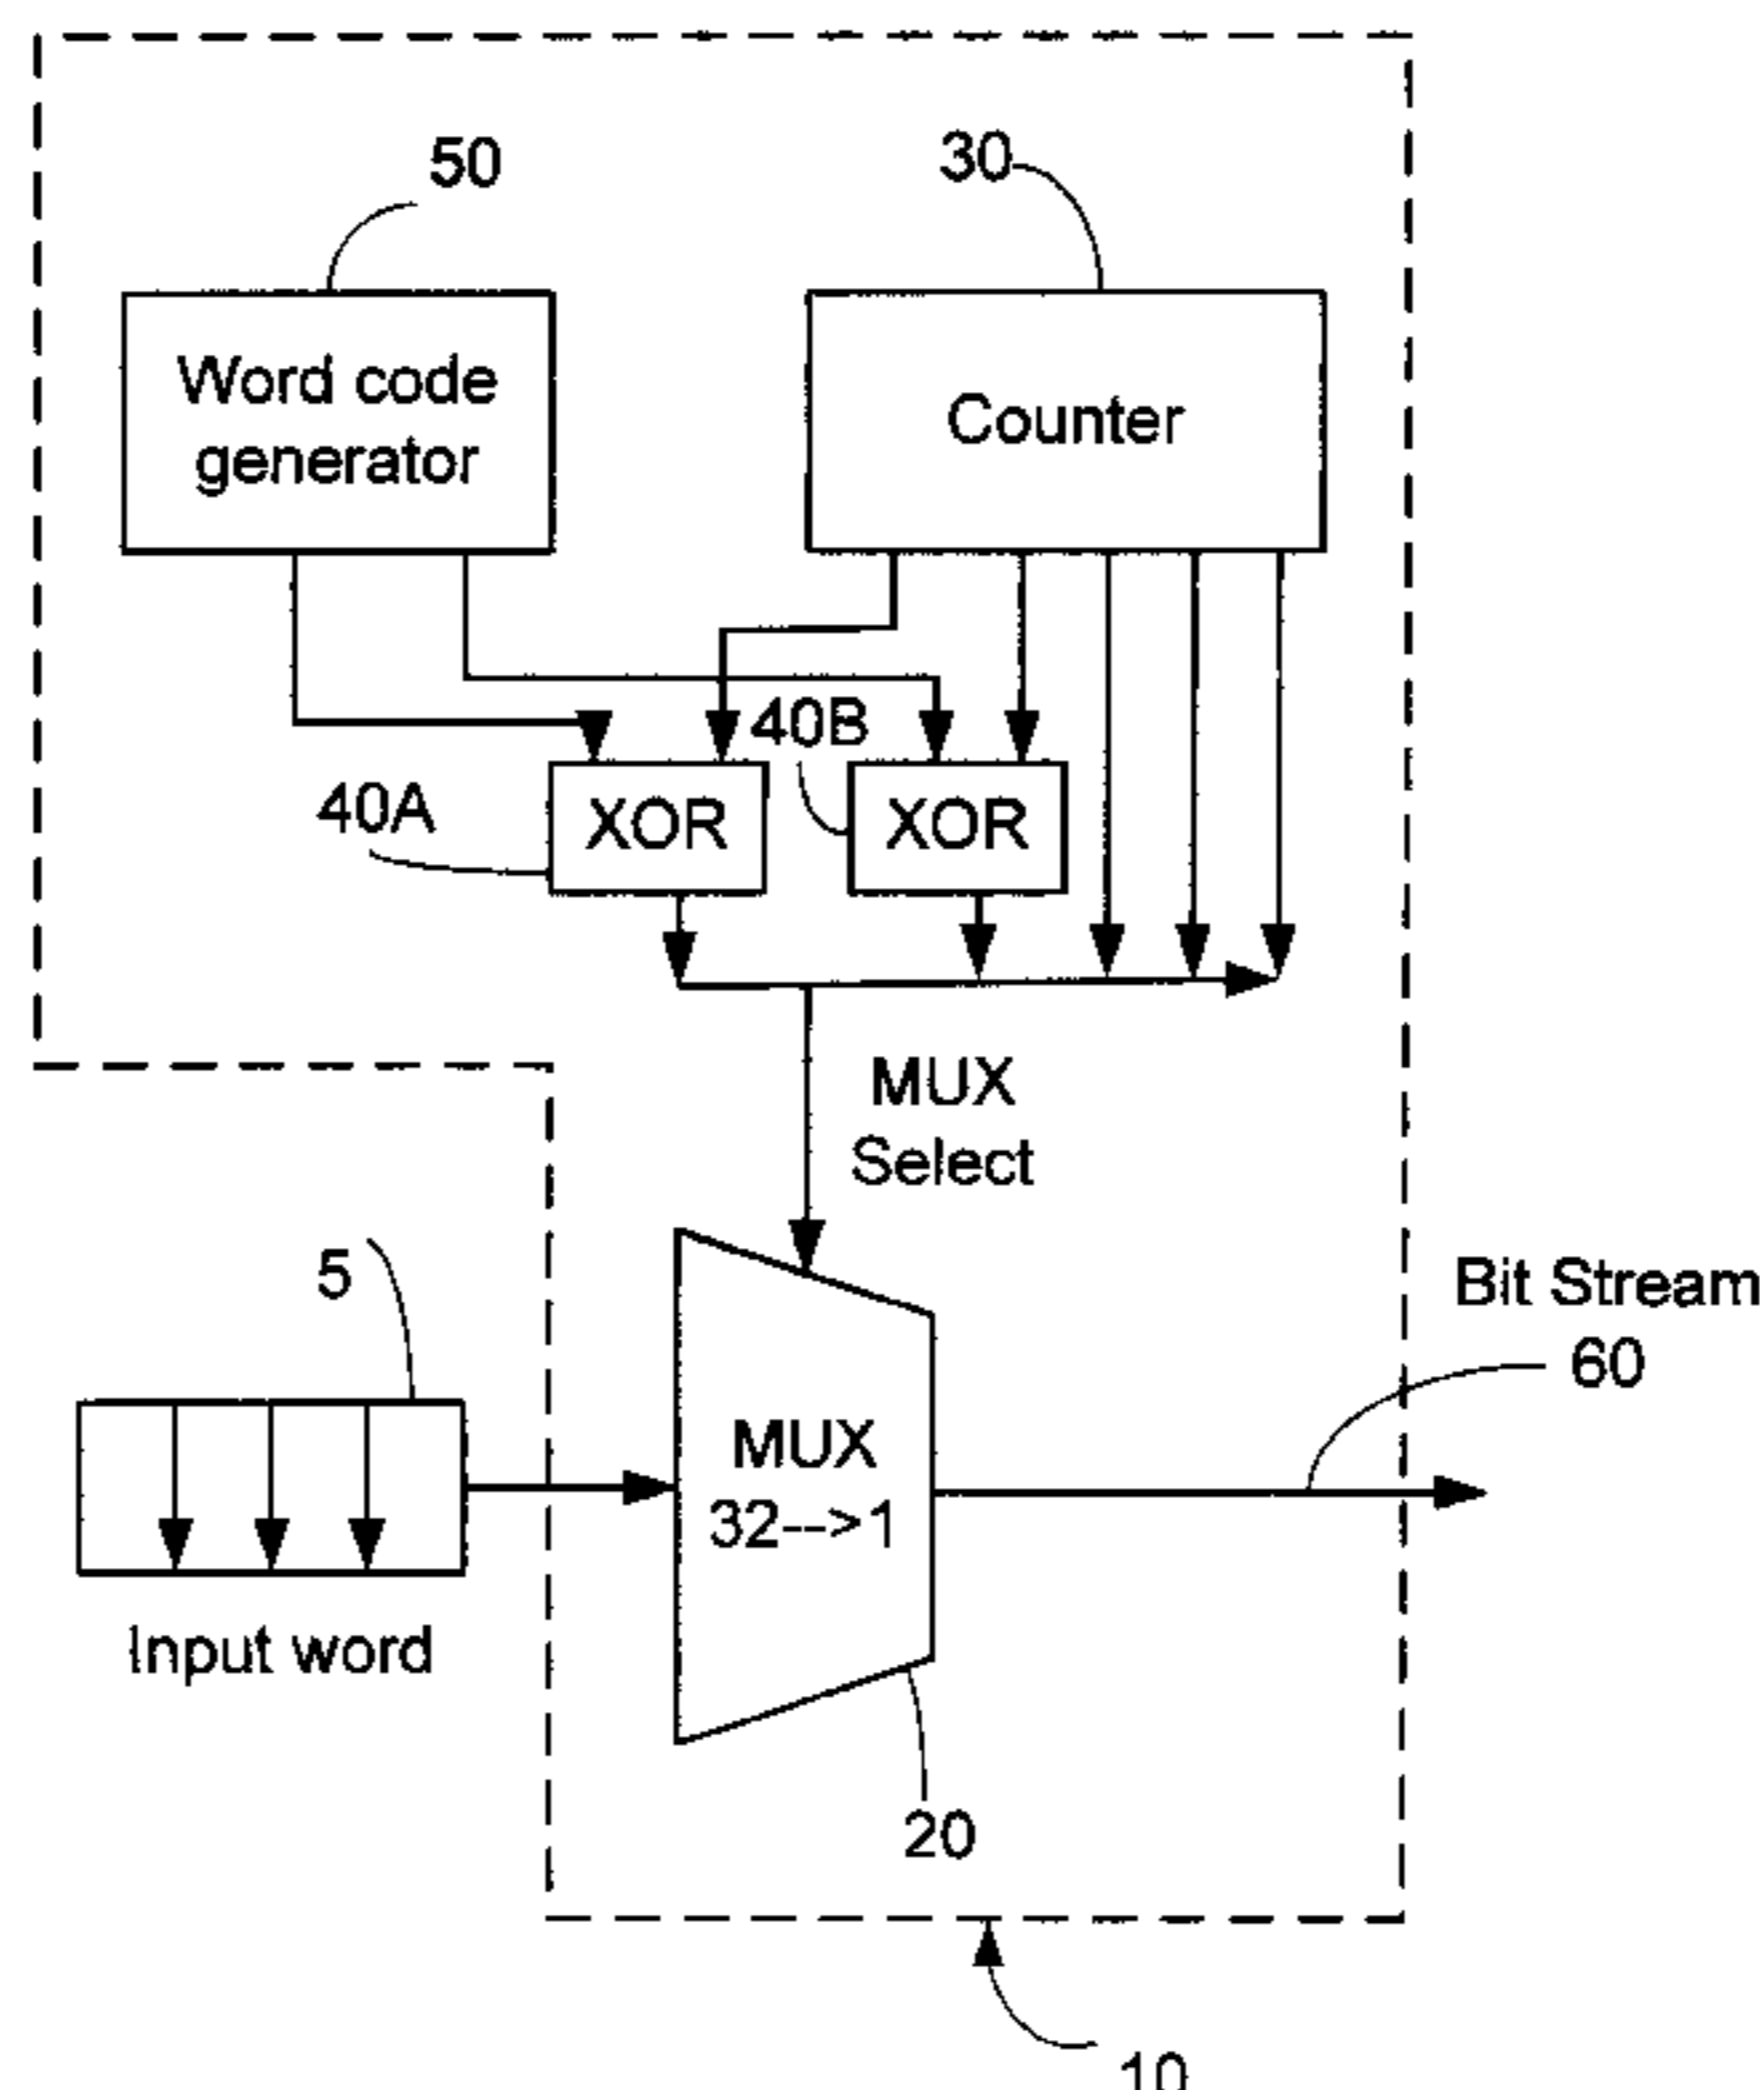 50
30
Word code
generator
Counter
40B
40A
XOR
XOR
MUX
Select
5
Bit Stream
60
MUX
32-->1
Input word
20
10